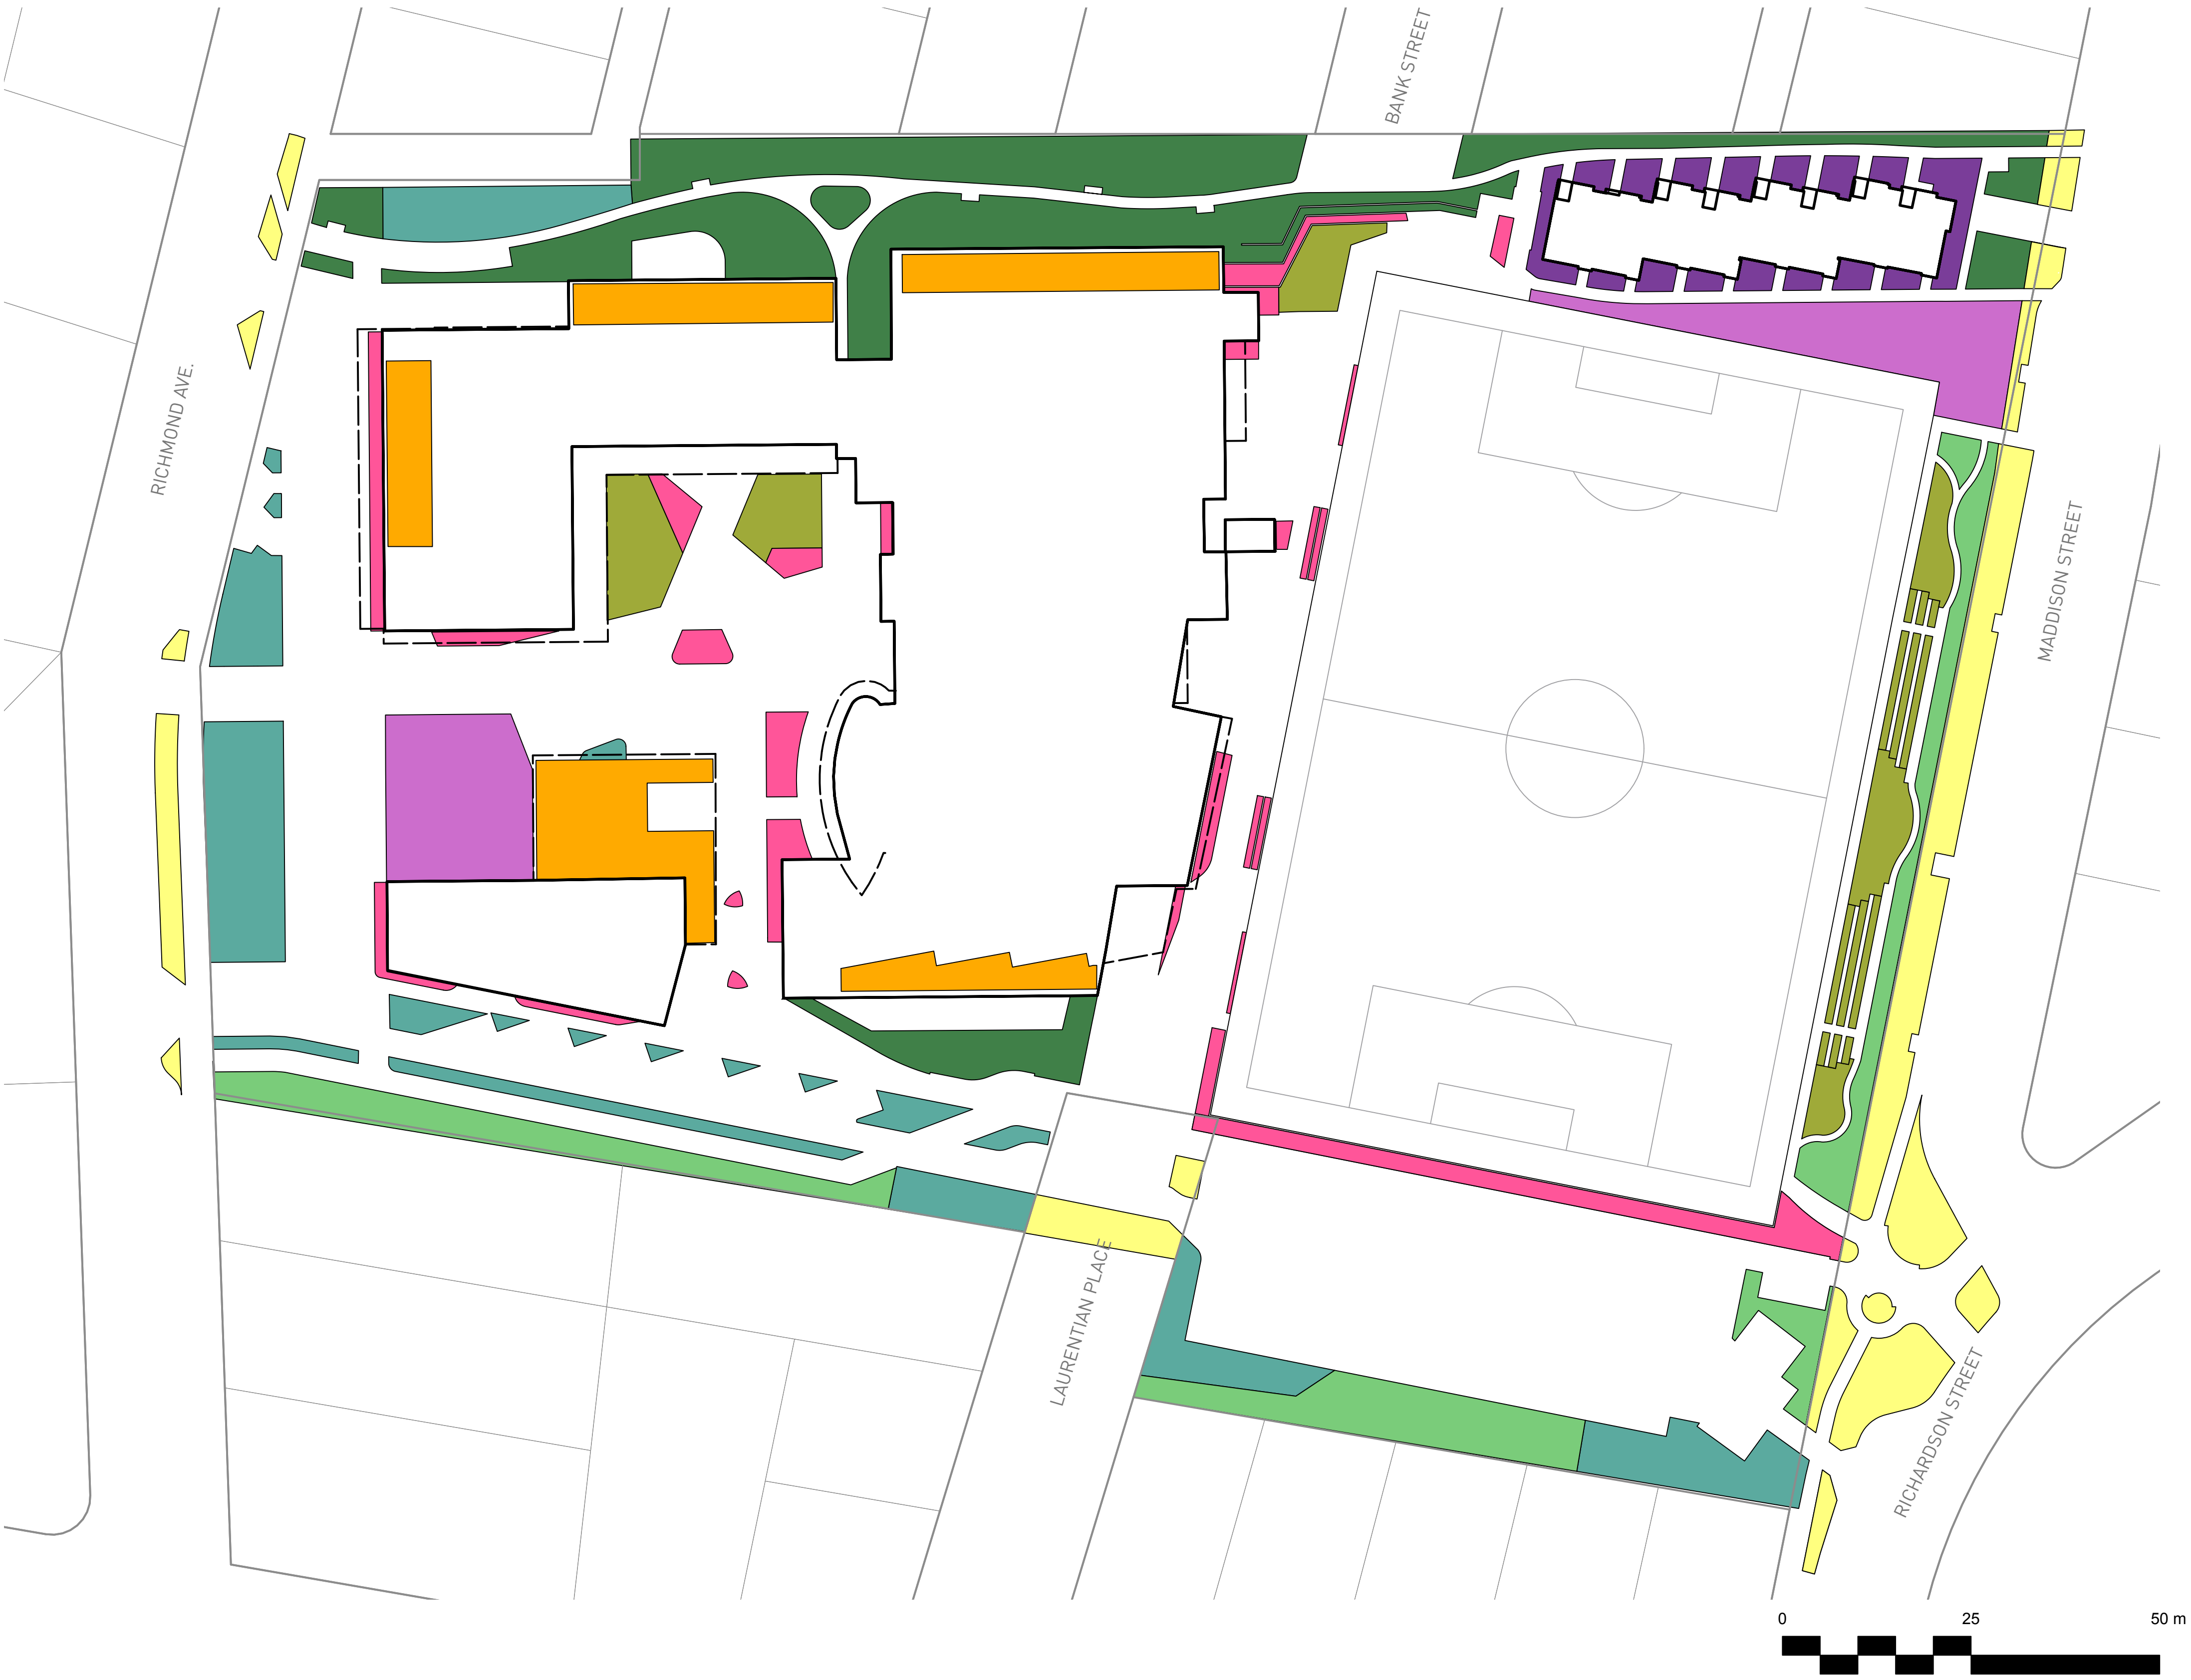 BANK STREET
RICHMOND AVE.
MADDISON STREET
LAURENTIAN PLACE
RICHARDSON STREET
0 25 50 m